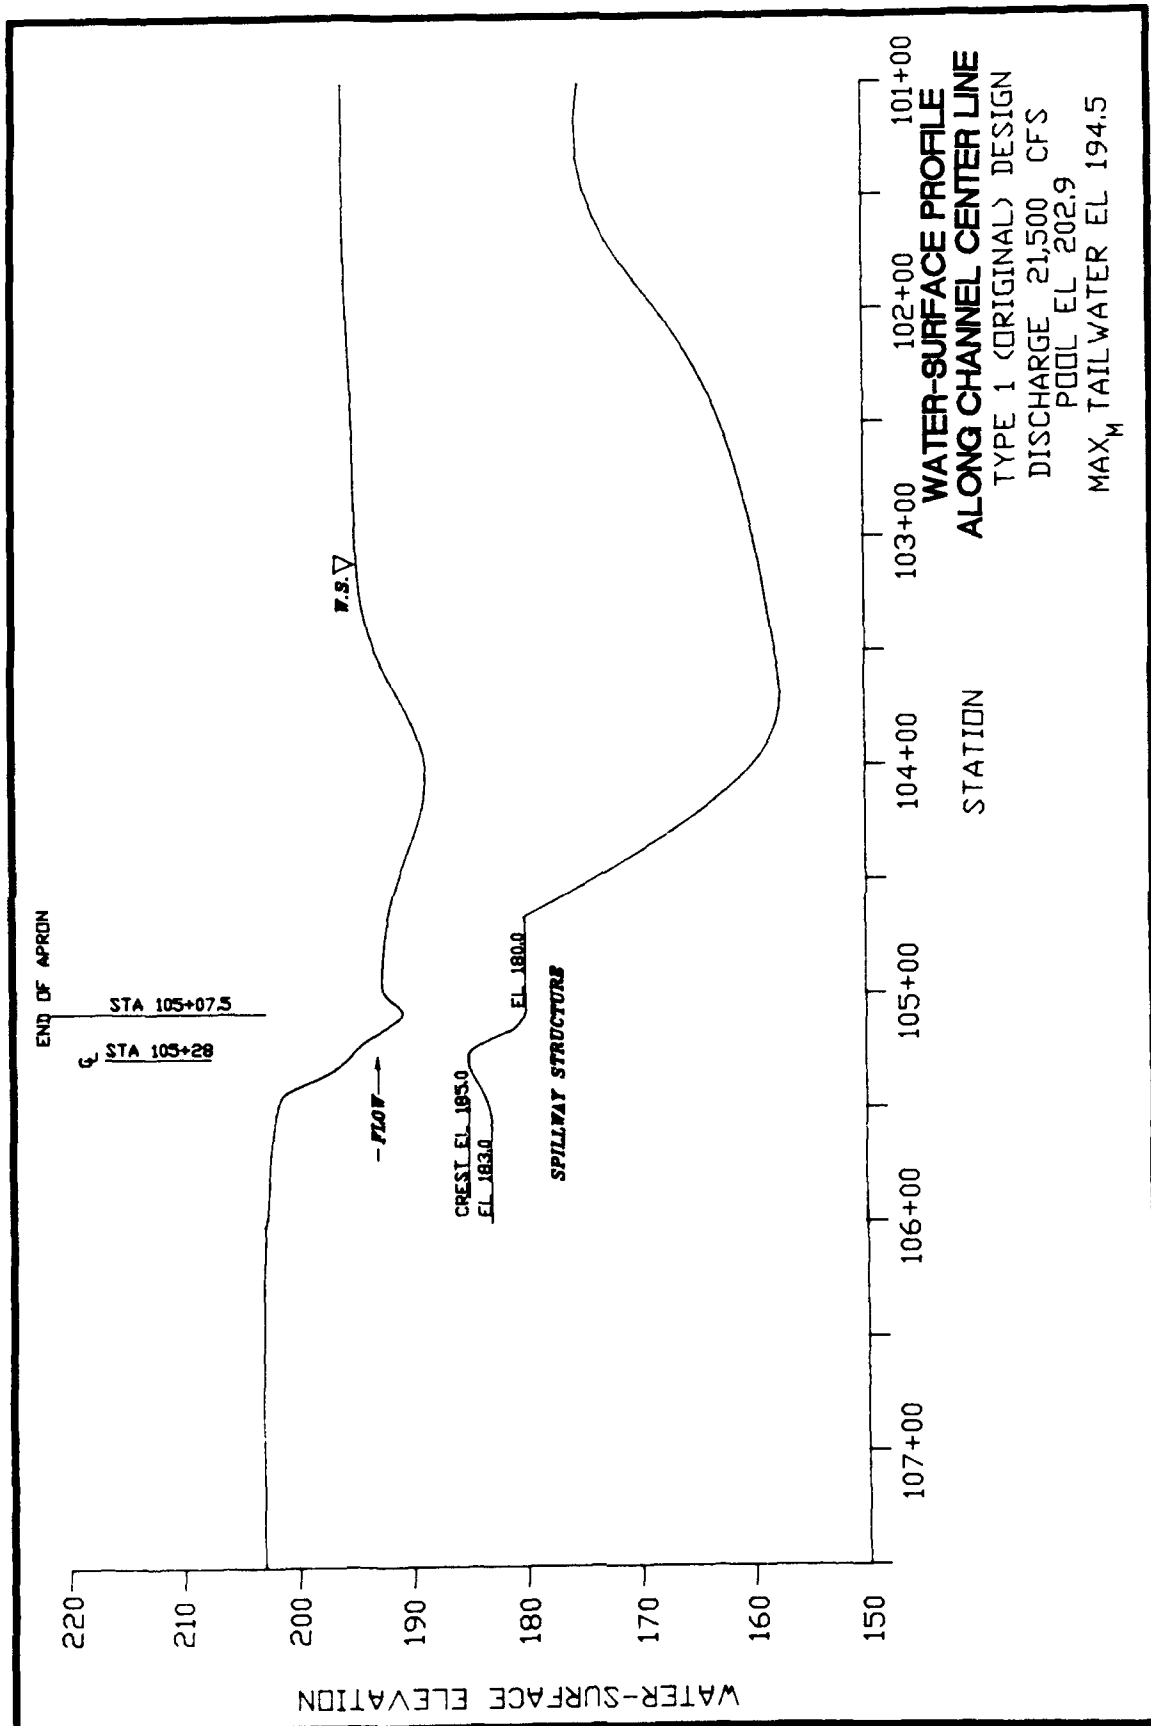 END OF APRON
STA 105+07.5
℄ STA 105+28
W.S.
FLOW
CREST EL 185.0
EL 183.0
EL 180.0
SPILLWAY STRUCTURE
220
210
200
190
180
170
160
150
WATER-SURFACE ELEVATION
107+00
106+00
105+00
104+00
103+00
102+00
101+00
STATION
WATER-SURFACE PROFILE
ALONG CHANNEL CENTER LINE
TYPE 1 (ORIGINAL) DESIGN
DISCHARGE 21,500 CFS
POOL EL 202.9
MAXM TAILWATER EL 194.5